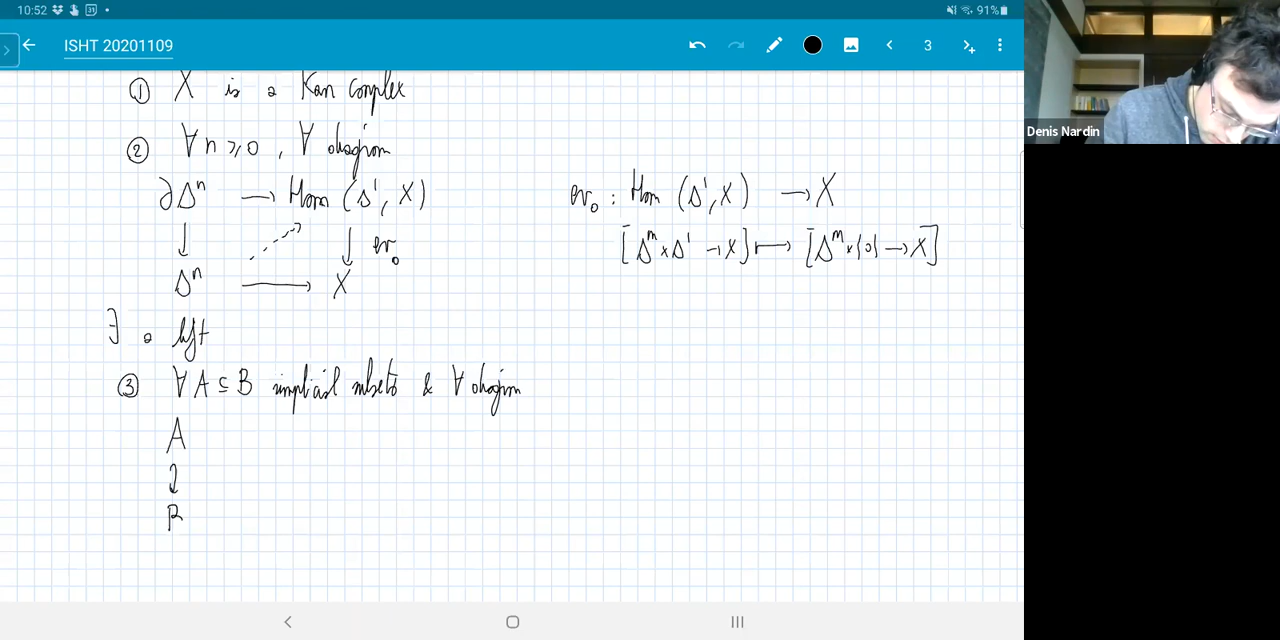 10:52
91%
ISHT 20201109
3
① X is a Kan complex
② ∀ n ≥ 0, ∀ diagram
∂Δⁿ → Hom (Δ¹, X)
↓ ↓ ev₀
Δⁿ → X
ev₀ : Hom (Δ¹, X) → X
[Δᵐ × Δ¹ → X] ↦ [Δᵐ × {0} → X]
∃ a lift
③ ∀ A ⊆ B simplicial subsets & ∀ diagram
A
↓
B
Denis Nardin